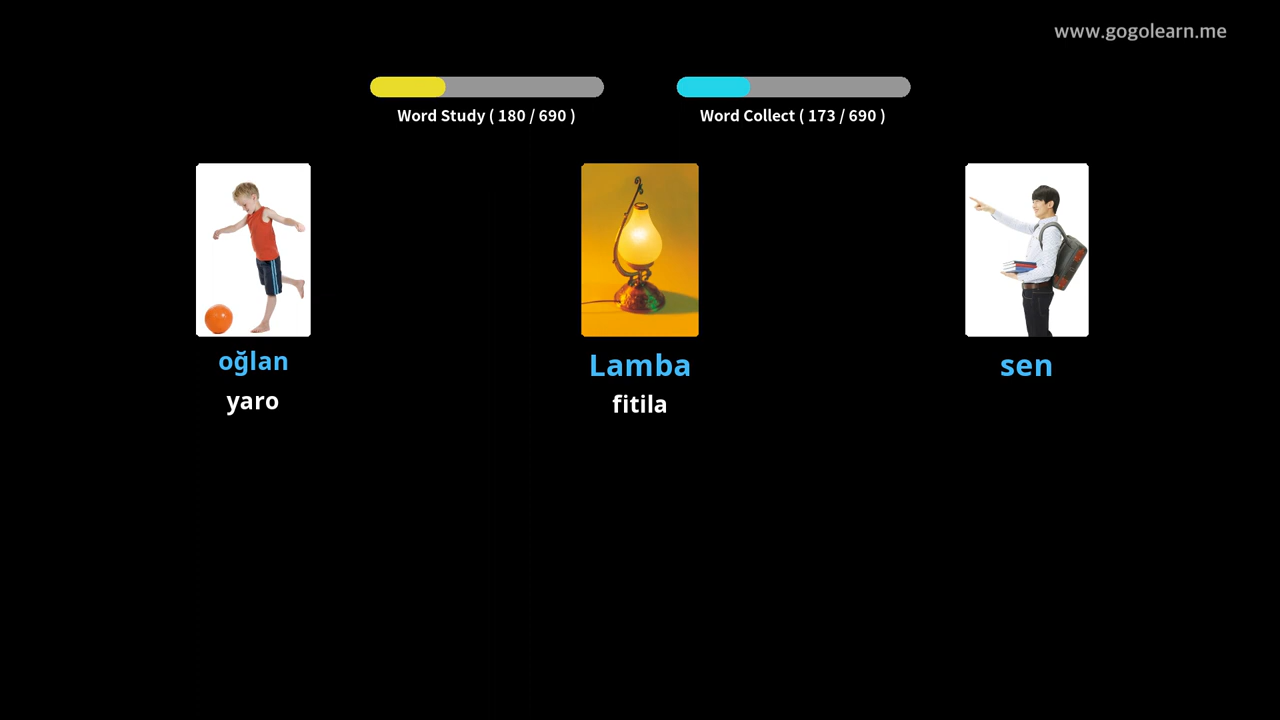 www.gogolearn.me
Word Study ( 180 / 690 )
Word Collect ( 173 / 690 )
oğlan
yaro
Lamba
fitila
sen